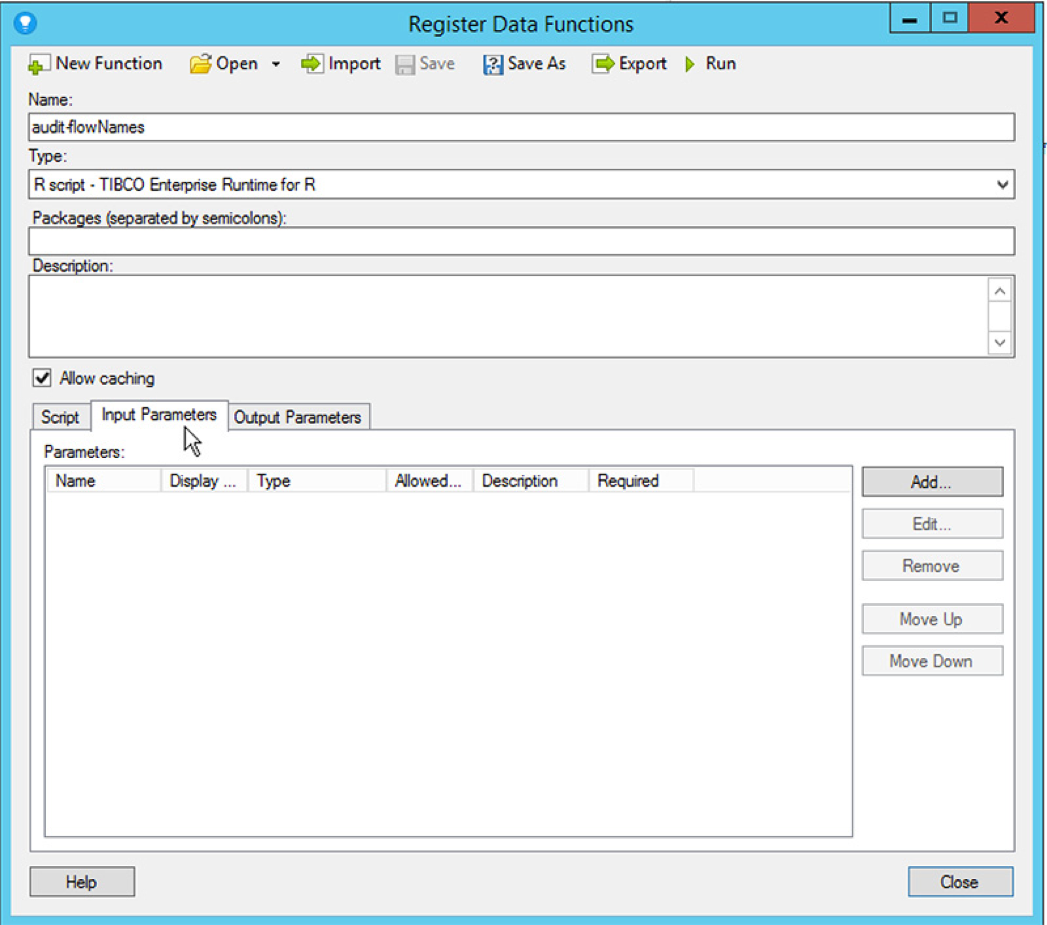 Register Data Functions
New Function Open Import Save Save As Export Run
Name:
audit-flowNames
Type:
R script - TIBCO Enterprise Runtime for R
Packages (separated by semicolons):
Description:
Allow caching
Script Input Parameters Output Parameters
Parameters:
Name Display ... Type Allowed... Description Required
Add...
Edit...
Remove
Move Up
Move Down
Help Close